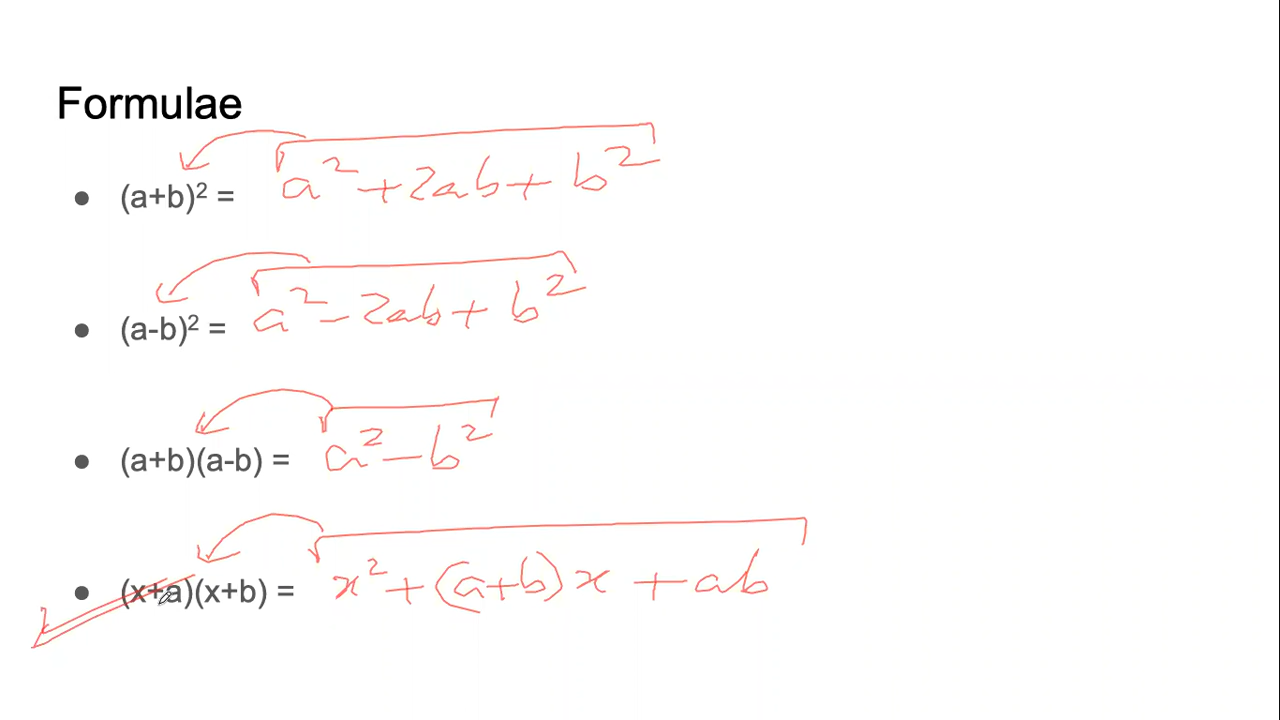 Formulae
● (a+b)² = a² + 2ab + b²
● (a-b)² = a² - 2ab + b²
● (a+b)(a-b) = a² - b²
● (x+a)(x+b) = x² + (a+b)x + ab